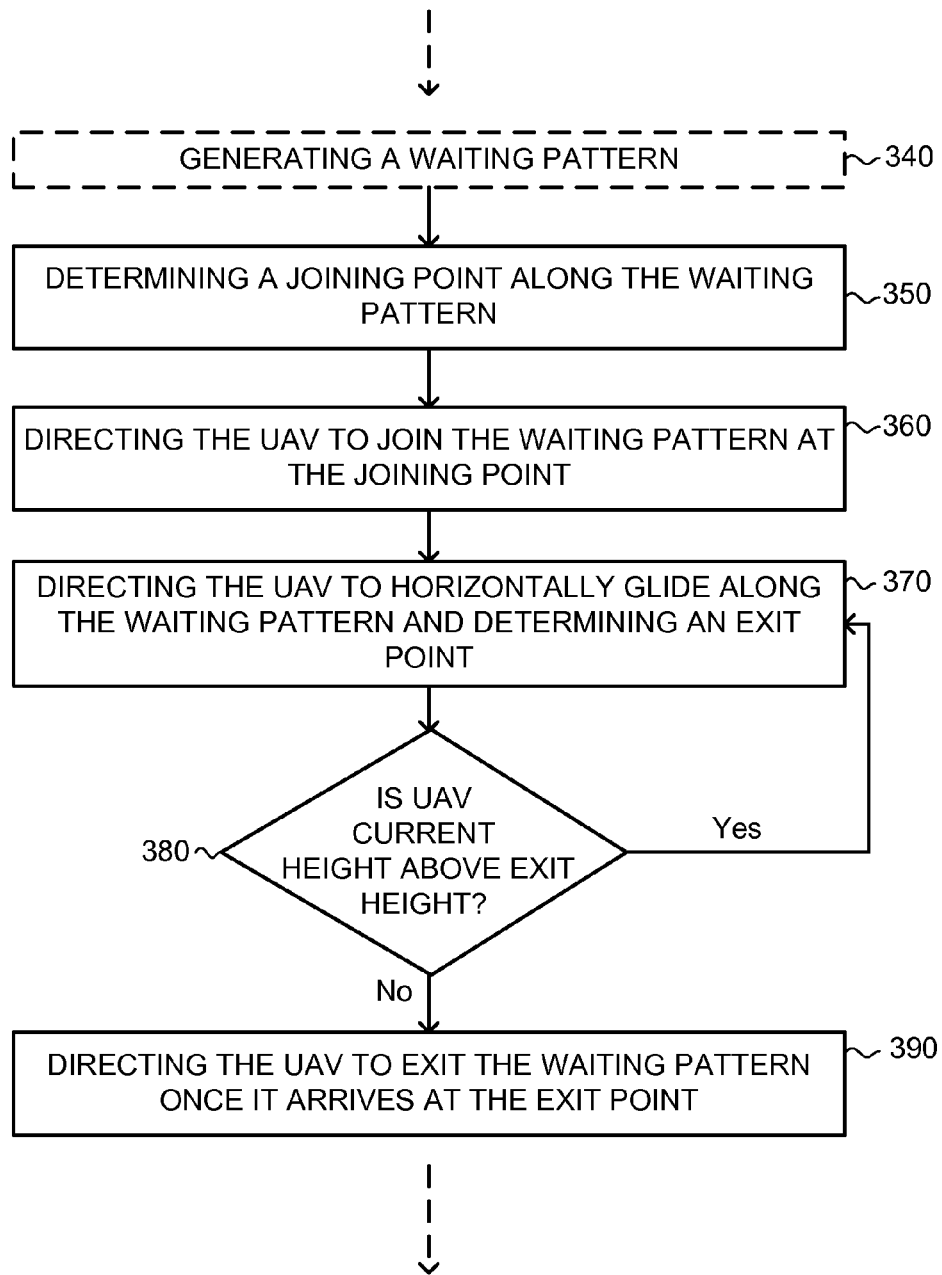 GENERATING A WAITING PATTERN
340
DETERMINING A JOINING POINT ALONG THE WAITING
PATTERN
350
DIRECTING THE UAV TO JOIN THE WAITING PATTERN AT
THE JOINING POINT
360
DIRECTING THE UAV TO HORIZONTALLY GLIDE ALONG
THE WAITING PATTERN AND DETERMINING AN EXIT
POINT
370
IS UAV
CURRENT
HEIGHT ABOVE EXIT
HEIGHT?
380
Yes
No
DIRECTING THE UAV TO EXIT THE WAITING PATTERN
ONCE IT ARRIVES AT THE EXIT POINT
390